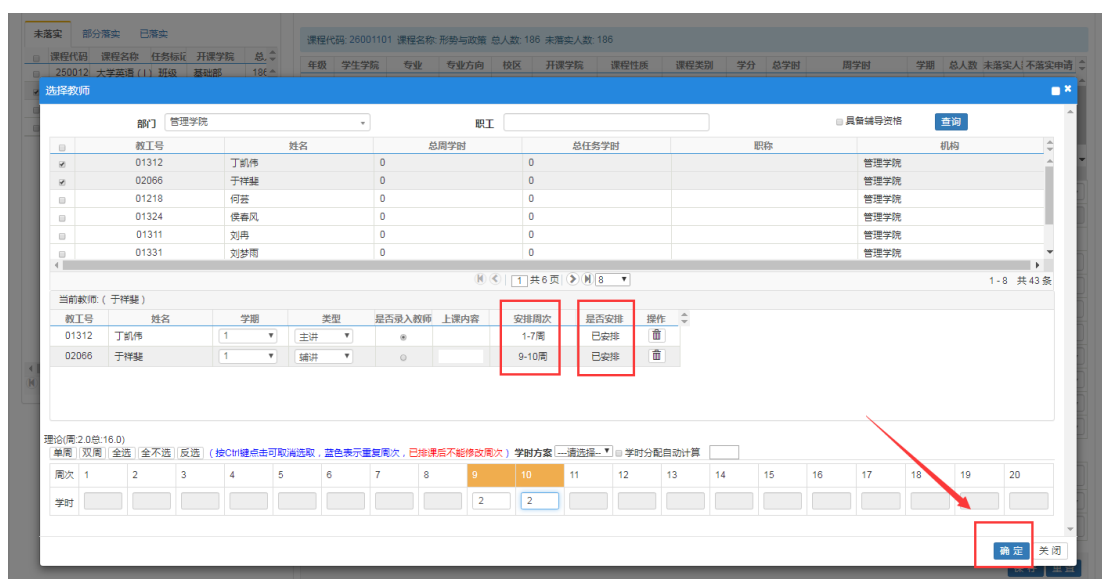 未落实 部分落实 已落实
课程代码: 26001101 课程名称: 形势与政策 总人数: 186 未落实人数: 186
课程代码 课程名称 任务标识 开课学院 总
250012 大学英语(Ⅰ) 班级 基础部 186
年级 学生学院 专业 专业方向 校区 开课学院 课程性质 课程类别 学分 总学时 周学时 学期 总人数 未落实人 不落实申请
选择教师
部门 管理学院 职工 具备辅导资格 查询
教工号 姓名 总周学时 总任务学时 职称 机构
01312 丁凯伟 0 0 管理学院
02066 于祥韑 0 0 管理学院
01218 何芸 0 0 管理学院
01324 侯春风 0 0 管理学院
01311 刘冉 0 0 管理学院
01331 刘梦雨 0 0 管理学院
1 共6页 8 1 - 8 共 43 条
当前教师: ( 于祥韑 )
教工号 姓名 学期 类型 是否录入教师 上课内容 安排周次 是否安排 操作
01312 丁凯伟 1 主讲 1-7周 已安排
02066 于祥韑 1 辅讲 9-10周 已安排
理论(周:2.0总:16.0)
单周 双周 全选 全不选 反选 ( 按Ctrl键点击可取消选取 , 蓝色表示重复周次 , 已排课后不能修改周次 ) 学时方案 ---请选择-- 学时分配自动计算
周次 1 2 3 4 5 6 7 8 9 10 11 12 13 14 15 16 17 18 19 20
学时 2 2
确 定 关 闭